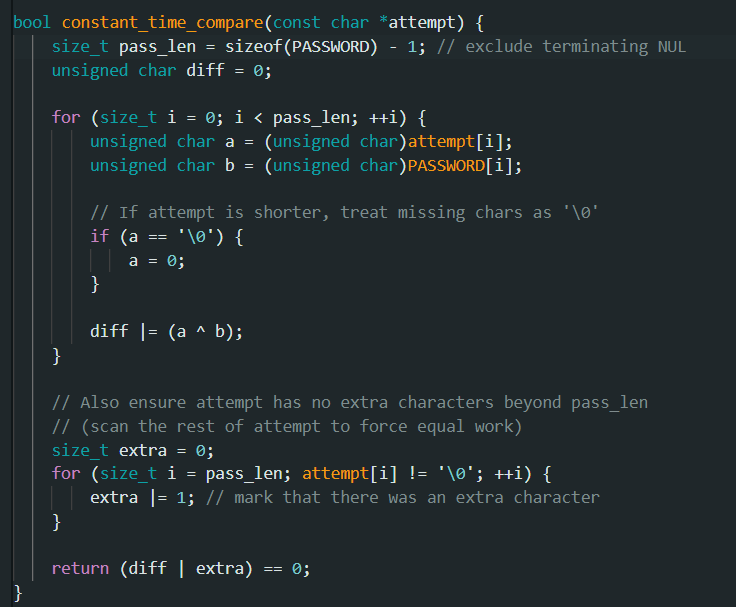 bool constant_time_compare(const char *attempt) {
    size_t pass_len = sizeof(PASSWORD) - 1; // exclude terminating NUL
    unsigned char diff = 0;

    for (size_t i = 0; i < pass_len; ++i) {
        unsigned char a = (unsigned char)attempt[i];
        unsigned char b = (unsigned char)PASSWORD[i];

        // If attempt is shorter, treat missing chars as '\0'
        if (a == '\0') {
            a = 0;
        }

        diff |= (a ^ b);
    }

    // Also ensure attempt has no extra characters beyond pass_len
    // (scan the rest of attempt to force equal work)
    size_t extra = 0;
    for (size_t i = pass_len; attempt[i] != '\0'; ++i) {
        extra |= 1; // mark that there was an extra character
    }

    return (diff | extra) == 0;
}